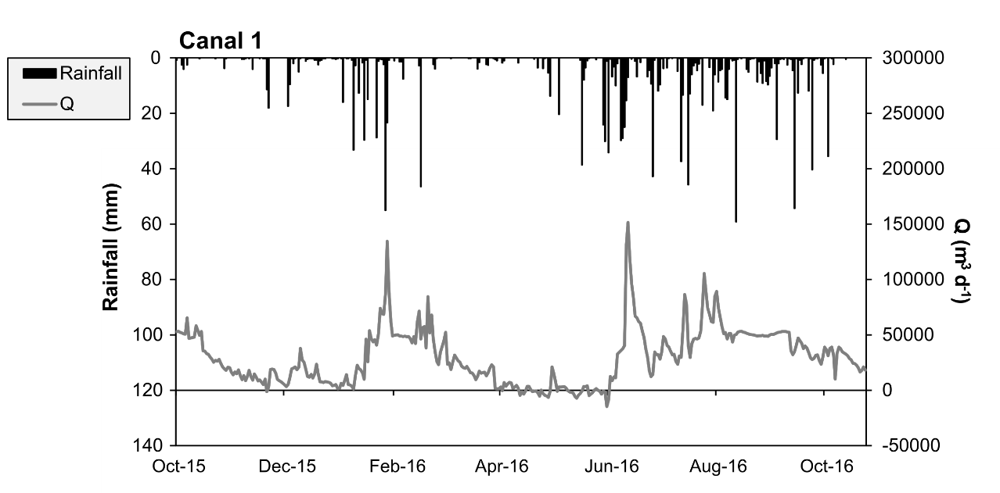 Canal 1
Rainfall
Q
0
20
40
60
80
100
120
140
Rainfall (mm)
300000
250000
200000
150000
100000
50000
0
-50000
Q (m³ d⁻¹)
Oct-15 Dec-15 Feb-16 Apr-16 Jun-16 Aug-16 Oct-16